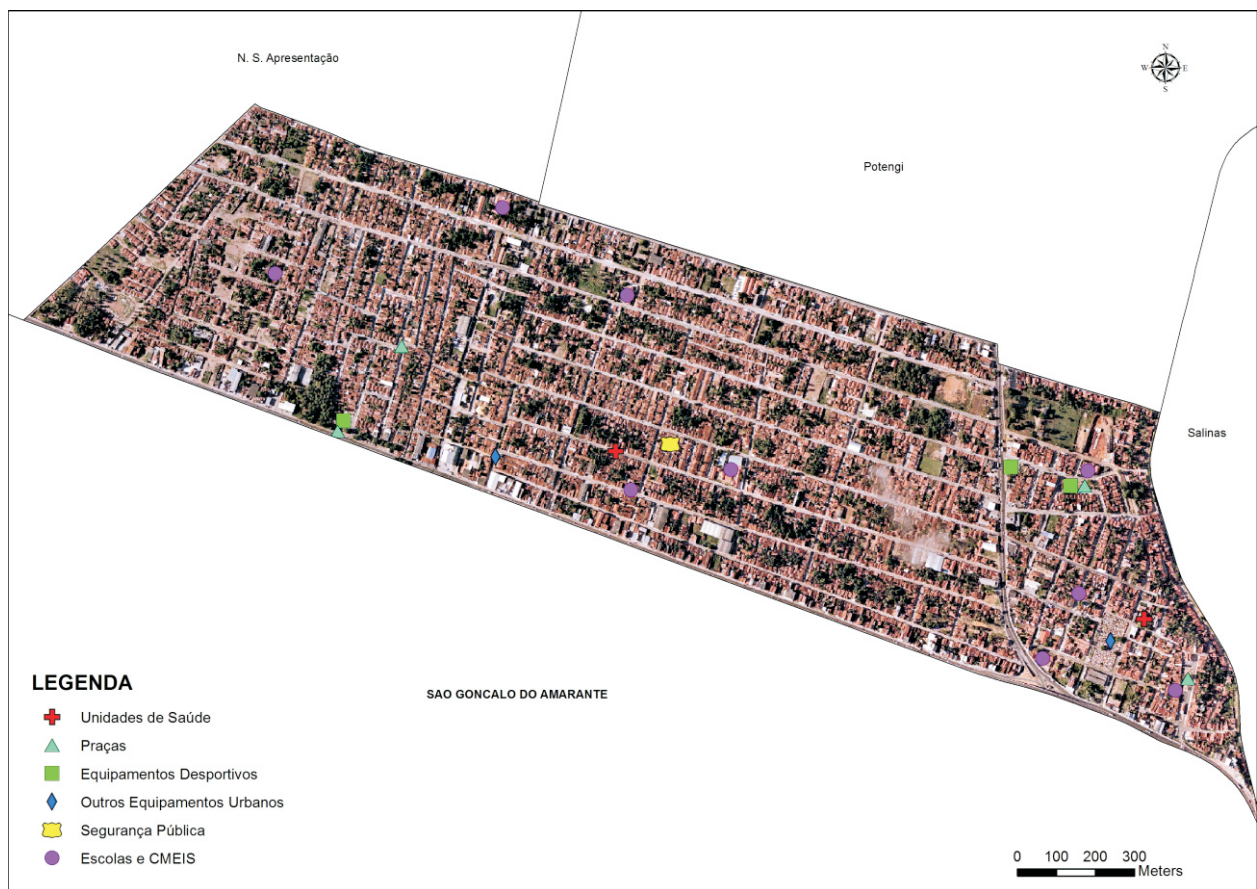 N. S. Apresentação
N
W E
S
Potengi
Salinas
LEGENDA
SAO GONCALO DO AMARANTE
Unidades de Saúde
Praças
Equipamentos Desportivos
Outros Equipamentos Urbanos
Segurança Pública
Escolas e CMEIS
0 100 200 300
Meters